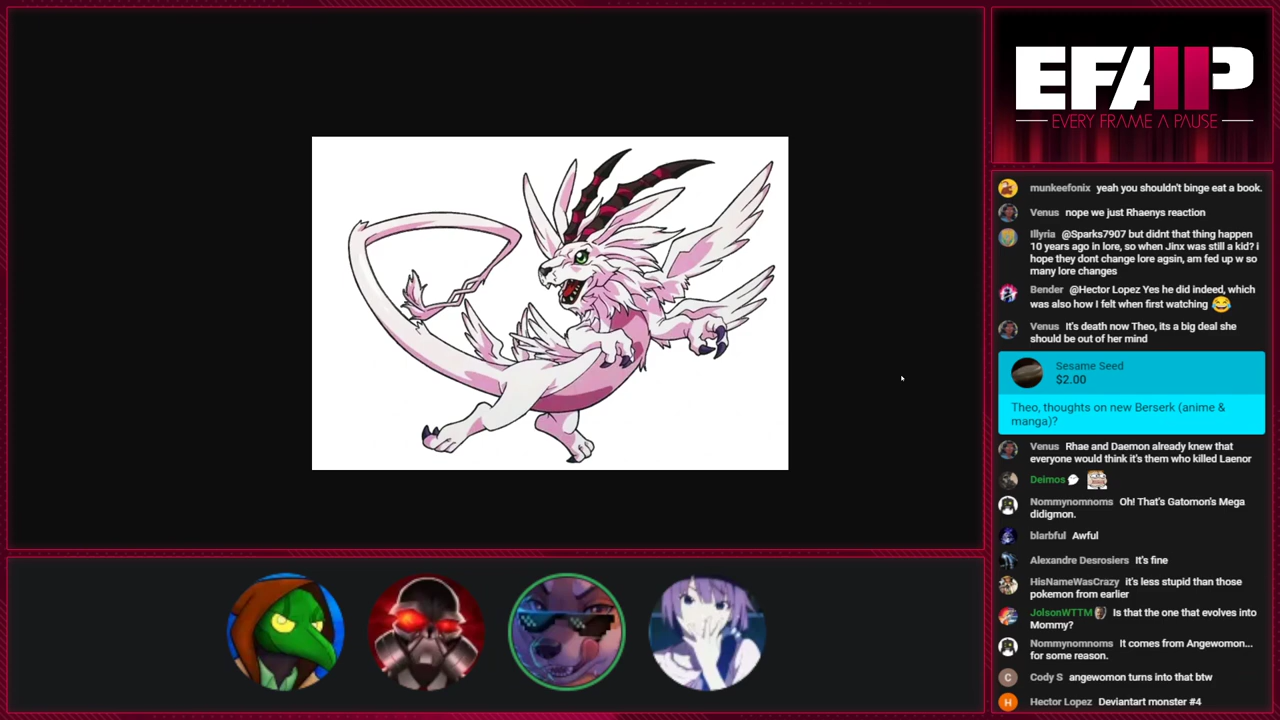 EFAP
EVERY FRAME A PAUSE
munkeefonix yeah you shouldn't binge eat a book.
Venus nope we just Rhaenys reaction
Illyria @Sparks7907 but didnt that thing happen
10 years ago in lore, so when Jinx was still a kid? i
hope they dont change lore agsin, am fed up w so
many lore changes
Bender @Hector Lopez Yes he did indeed, which
was also how I felt when first watching
Venus It's death now Theo, its a big deal she
should be out of her mind
Sesame Seed
$2.00
Theo, thoughts on new Berserk (anime &
manga)?
Venus Rhae and Daemon already knew that
everyone would think it's them who killed Laenor
Deimos
Nommynomnoms Oh! That's Gatomon's Mega
didigmon.
blarbful Awful
Alexandre Desrosiers It's fine
HisNameWasCrazy it's less stupid than those
pokemon from earlier
JolsonWTTM Is that the one that evolves into
Mommy?
Nommynomnoms It comes from Angewomon...
for some reason.
C Cody S angewomon turns into that btw
H Hector Lopez Deviantart monster #4